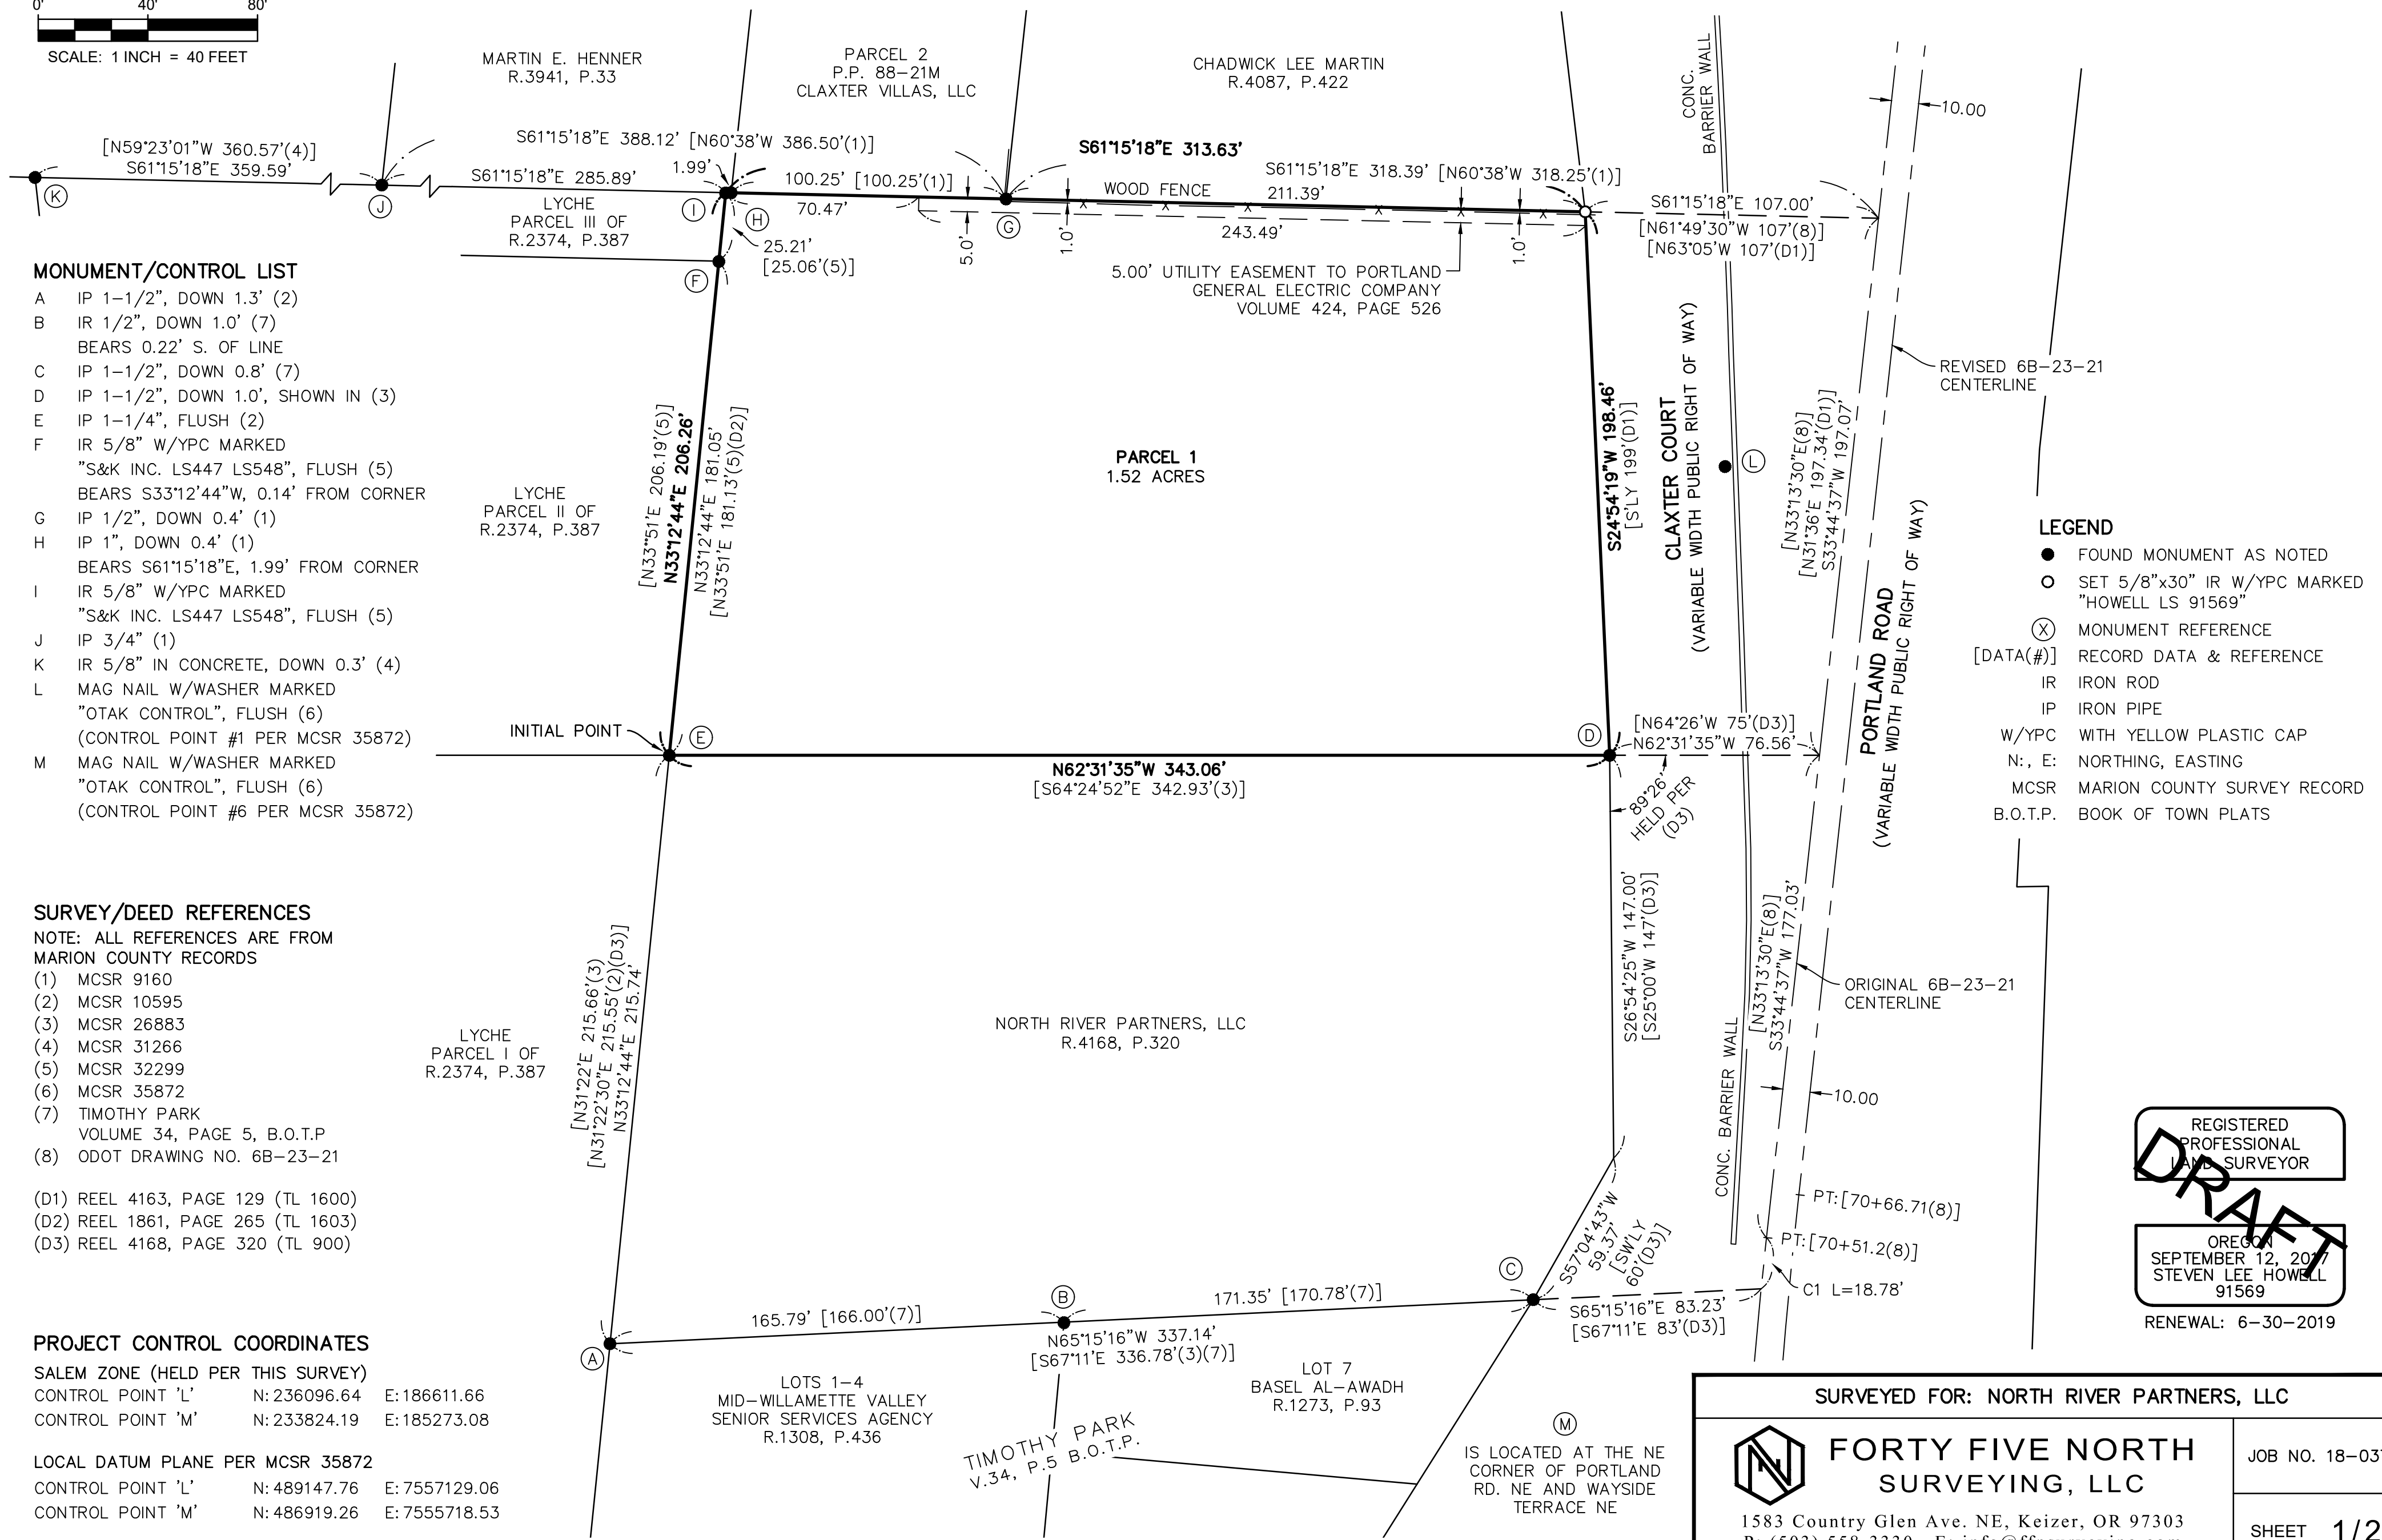 0' 40' 80'
SCALE: 1 INCH = 40 FEET
MARTIN E. HENNER
R.3941, P.33
PARCEL 2
P.P. 88-21M
CLAXTER VILLAS, LLC
CHADWICK LEE MARTIN
R.4087, P.422
CONC.
BARRIER WALL
10.00
[N59°23'01"W 360.57'(4)]
S61°15'18"E 359.59'
S61°15'18"E 388.12' [N60°38'W 386.50'(1)]
S61°15'18"E 285.89'
1.99'
100.25' [100.25'(1)]
70.47'
S61°15'18"E 313.63'
S61°15'18"E 318.39' [N60°38'W 318.25'(1)]
WOOD FENCE
211.39'
243.49'
5.0'
1.0'
1.0'
S61°15'18"E 107.00'
[N61°49'30"W 107'(8)]
[N63°05'W 107'(D1)]
K
J
I
H
G
F
LYCHE
PARCEL III OF
R.2374, P.387
25.21'
[25.06'(5)]
5.00' UTILITY EASEMENT TO PORTLAND
GENERAL ELECTRIC COMPANY
VOLUME 424, PAGE 526
MONUMENT/CONTROL LIST
A IP 1-1/2", DOWN 1.3' (2)
B IR 1/2", DOWN 1.0' (7)
BEARS 0.22' S. OF LINE
C IP 1-1/2", DOWN 0.8' (7)
D IP 1-1/2", DOWN 1.0', SHOWN IN (3)
E IP 1-1/4", FLUSH (2)
F IR 5/8" W/YPC MARKED
"S&K INC. LS447 LS548", FLUSH (5)
BEARS S33°12'44"W, 0.14' FROM CORNER
G IP 1/2", DOWN 0.4' (1)
H IP 1", DOWN 0.4' (1)
BEARS S61°15'18"E, 1.99' FROM CORNER
I IR 5/8" W/YPC MARKED
"S&K INC. LS447 LS548", FLUSH (5)
J IP 3/4" (1)
K IR 5/8" IN CONCRETE, DOWN 0.3' (4)
L MAG NAIL W/WASHER MARKED
"OTAK CONTROL", FLUSH (6)
(CONTROL POINT #1 PER MCSR 35872)
M MAG NAIL W/WASHER MARKED
"OTAK CONTROL", FLUSH (6)
(CONTROL POINT #6 PER MCSR 35872)
LYCHE
PARCEL II OF
R.2374, P.387
[N33°51'E 206.19'(5)]
N33°12'44"E 206.26'
N33°12'44"E 181.05'
[N33°51'E 181.13'(5)(D2)]
PARCEL 1
1.52 ACRES
S24°54'19"W 198.46'
[S'LY 199'(D1)]
CLAXTER COURT
(VARIABLE WIDTH PUBLIC RIGHT OF WAY)
L
[N33°13'30"E(8)]
[N31°36'E 197.34'(D1)]
S33°44'37"W 197.07'
REVISED 6B-23-21
CENTERLINE
PORTLAND ROAD
(VARIABLE WIDTH PUBLIC RIGHT OF WAY)
LEGEND
FOUND MONUMENT AS NOTED
SET 5/8"x30" IR W/YPC MARKED
"HOWELL LS 91569"
X MONUMENT REFERENCE
[DATA(#)] RECORD DATA & REFERENCE
IR IRON ROD
IP IRON PIPE
W/YPC WITH YELLOW PLASTIC CAP
N:, E: NORTHING, EASTING
MCSR MARION COUNTY SURVEY RECORD
B.O.T.P. BOOK OF TOWN PLATS
INITIAL POINT
E
D
N62°31'35"W 343.06'
[S64°24'52"E 342.93'(3)]
[N64°26'W 75'(D3)]
N62°31'35"W 76.56'
89°26'
HELD PER
(D3)
SURVEY/DEED REFERENCES
NOTE: ALL REFERENCES ARE FROM
MARION COUNTY RECORDS
(1) MCSR 9160
(2) MCSR 10595
(3) MCSR 26883
(4) MCSR 31266
(5) MCSR 32299
(6) MCSR 35872
(7) TIMOTHY PARK
VOLUME 34, PAGE 5, B.O.T.P
(8) ODOT DRAWING NO. 6B-23-21
(D1) REEL 4163, PAGE 129 (TL 1600)
(D2) REEL 1861, PAGE 265 (TL 1603)
(D3) REEL 4168, PAGE 320 (TL 900)
LYCHE
PARCEL I OF
R.2374, P.387
[N31°22'E 215.66'(3)
[N31°22'30"E 215.55'(2)(D3)]
N33°12'44"E 215.74'
NORTH RIVER PARTNERS, LLC
R.4168, P.320
S26°54'25"W 147.00'
[S25°00'W 147'(D3)]
CONC. BARRIER WALL
[N33°13'30"E(8)]
S33°44'37"W 177.03'
ORIGINAL 6B-23-21
CENTERLINE
10.00
PT:[70+66.71(8)]
PT:[70+51.2(8)]
C1 L=18.78'
S57°04'43"W
59.37'
[SW'LY
60'(D3)]
C
B
A
165.79' [166.00'(7)]
171.35' [170.78'(7)]
N65°15'16"W 337.14'
[S67°11'E 336.78'(3)(7)]
S65°15'16"E 83.23'
[S67°11'E 83'(D3)]
PROJECT CONTROL COORDINATES
SALEM ZONE (HELD PER THIS SURVEY)
CONTROL POINT 'L' N: 236096.64 E: 186611.66
CONTROL POINT 'M' N: 233824.19 E: 185273.08
LOCAL DATUM PLANE PER MCSR 35872
CONTROL POINT 'L' N: 489147.76 E: 7557129.06
CONTROL POINT 'M' N: 486919.26 E: 7555718.53
LOTS 1-4
MID-WILLAMETTE VALLEY
SENIOR SERVICES AGENCY
R.1308, P.436
TIMOTHY PARK
V.34, P.5 B.O.T.P.
LOT 7
BASEL AL-AWADH
R.1273, P.93
M
IS LOCATED AT THE NE
CORNER OF PORTLAND
RD. NE AND WAYSIDE
TERRACE NE
REGISTERED
PROFESSIONAL
LAND SURVEYOR
DRAFT
OREGON
SEPTEMBER 12, 2017
STEVEN LEE HOWELL
91569
RENEWAL: 6-30-2019
SURVEYED FOR: NORTH RIVER PARTNERS, LLC
FORTY FIVE NORTH
SURVEYING, LLC
JOB NO. 18-037
1583 Country Glen Ave. NE, Keizer, OR 97303
SHEET 1/2